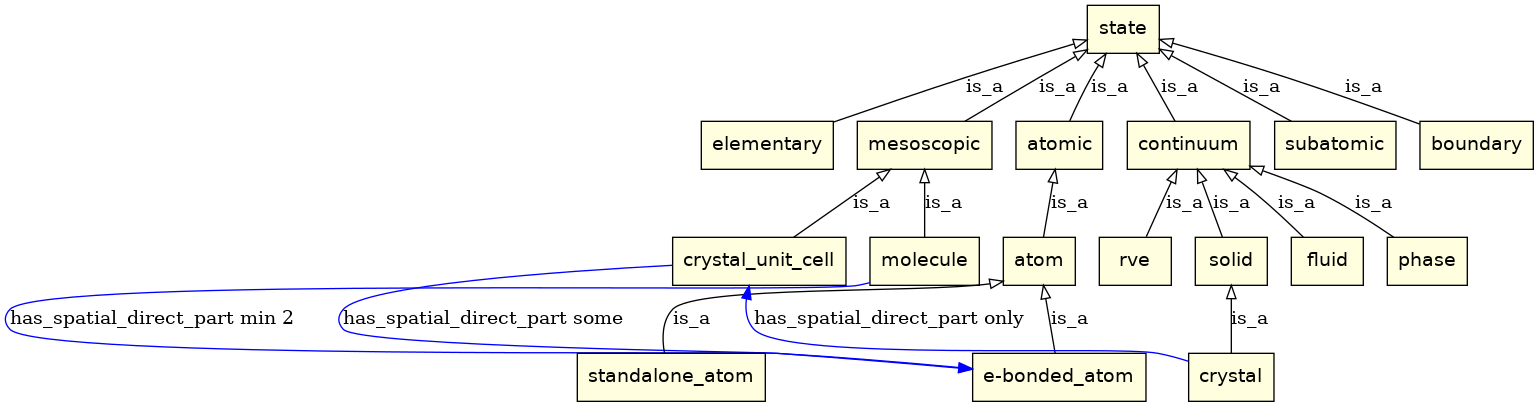 state
is_a is_a is_a is_a is_a is_a
elementary mesoscopic atomic continuum subatomic boundary
is_a is_a is_a is_a is_a is_a is_a
crystal_unit_cell molecule atom rve solid fluid phase
has_spatial_direct_part min 2 has_spatial_direct_part some is_a has_spatial_direct_part only is_a is_a
standalone_atom e-bonded_atom crystal